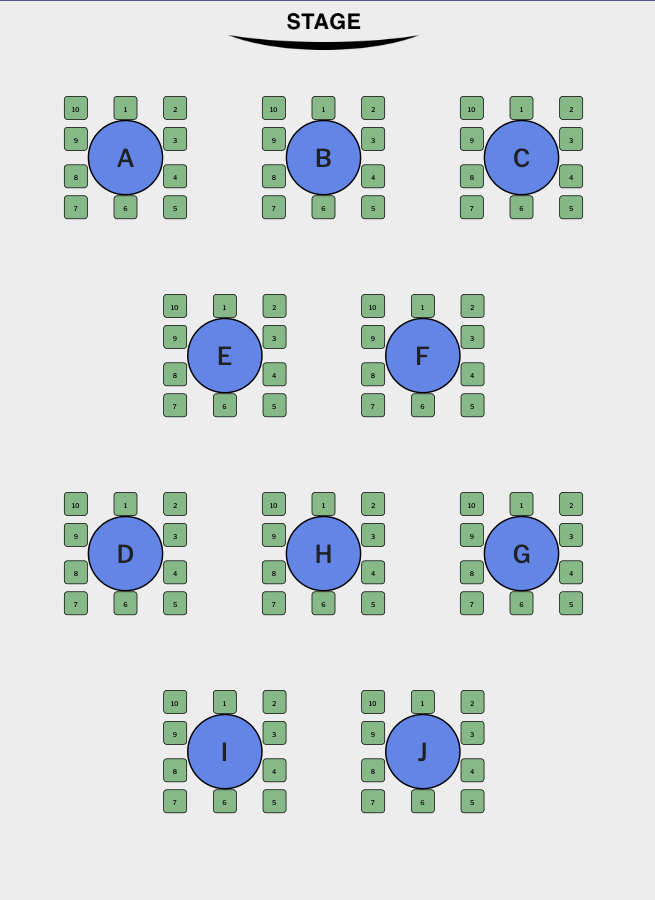 STAGE
10 1 2 10 1 2 10 1 2
9 3 9 3 9 3
A B C
8 4 8 4 8 4
7 6 5 7 6 5 7 6 5
10 1 2 10 1 2
9 3 9 3
E F
8 4 8 4
7 6 5 7 6 5
10 1 2 10 1 2 10 1 2
9 3 9 3 9 3
D H G
8 4 8 4 8 4
7 6 5 7 6 5 7 6 5
10 1 2 10 1 2
9 3 9 3
I J
8 4 8 4
7 6 5 7 6 5